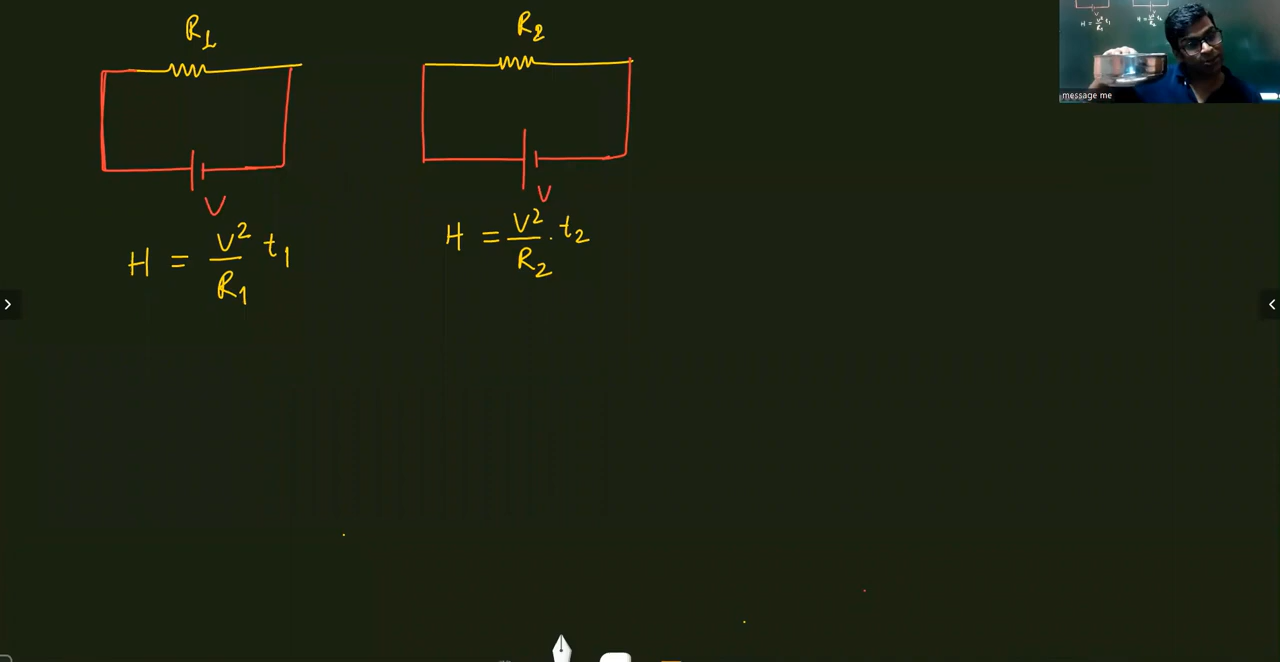 R₁
R₂
V
V
H = V²/R₁ t₁
H = V²/R₂ . t₂
message me